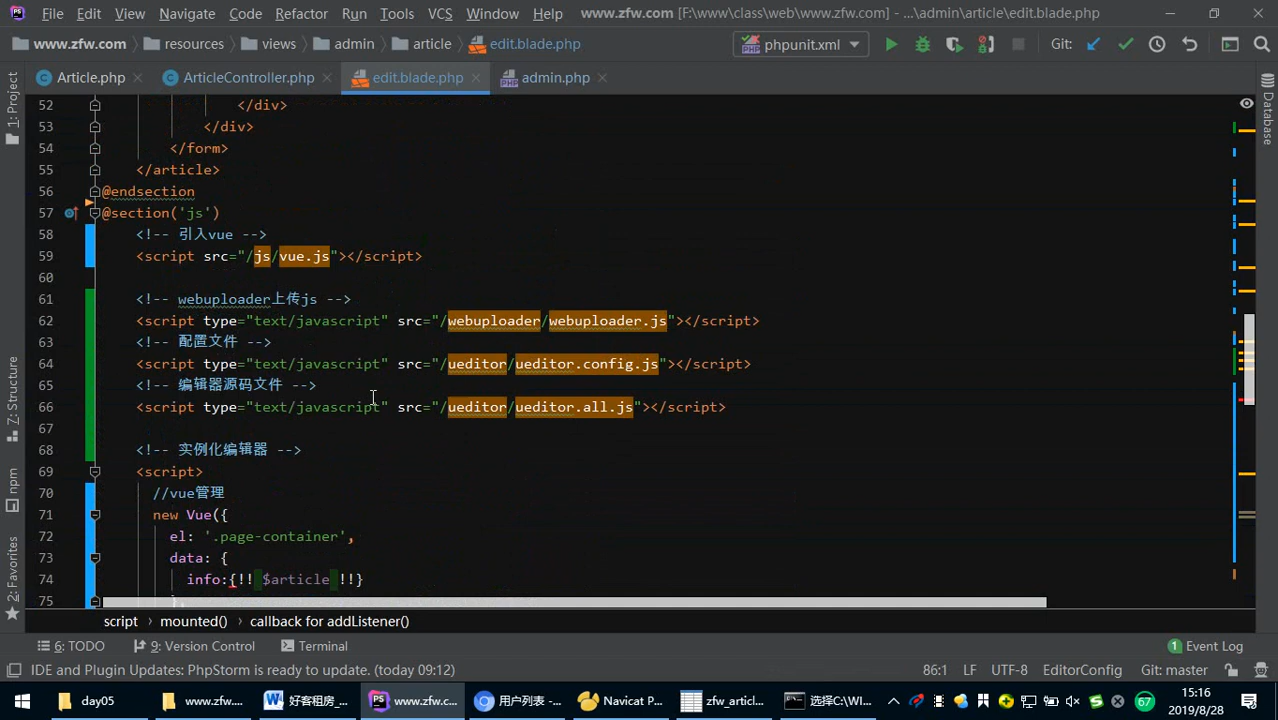 File Edit View Navigate Code Refactor Run Tools VCS Window Help www.zfw.com [F:\www\class\web\www.zfw.com] - ...\admin\article\edit.blade.php
www.zfw.com resources views admin article edit.blade.php phpunit.xml Git:
Article.php ArticleController.php edit.blade.php admin.php
1: Project
Z: Structure
npm
2: Favorites
Database
52 </div>
53 </div>
54 </form>
55 </article>
56 @endsection
57 @section('js')
58 <!-- 引入vue -->
59 <script src="/js/vue.js"></script>
60
61 <!-- webuploader上传js -->
62 <script type="text/javascript" src="/webuploader/webuploader.js"></script>
63 <!-- 配置文件 -->
64 <script type="text/javascript" src="/ueditor/ueditor.config.js"></script>
65 <!-- 编辑器源码文件 -->
66 <script type="text/javascript" src="/ueditor/ueditor.all.js"></script>
67
68 <!-- 实例化编辑器 -->
69 <script>
70 //vue管理
71 new Vue({
72 el: '.page-container',
73 data: {
74 info:{!! $article !!}
75 },
script mounted() callback for addListener()
6: TODO 9: Version Control Terminal 1 Event Log
IDE and Plugin Updates: PhpStorm is ready to update. (today 09:12) 86:1 LF UTF-8 EditorConfig Git: master
day05 www.zfw.... 好客租房_... www.zfw.c... 用户列表 -... Navicat P... zfw_articl... 选择C:\WI... 67 15:16
2019/8/28